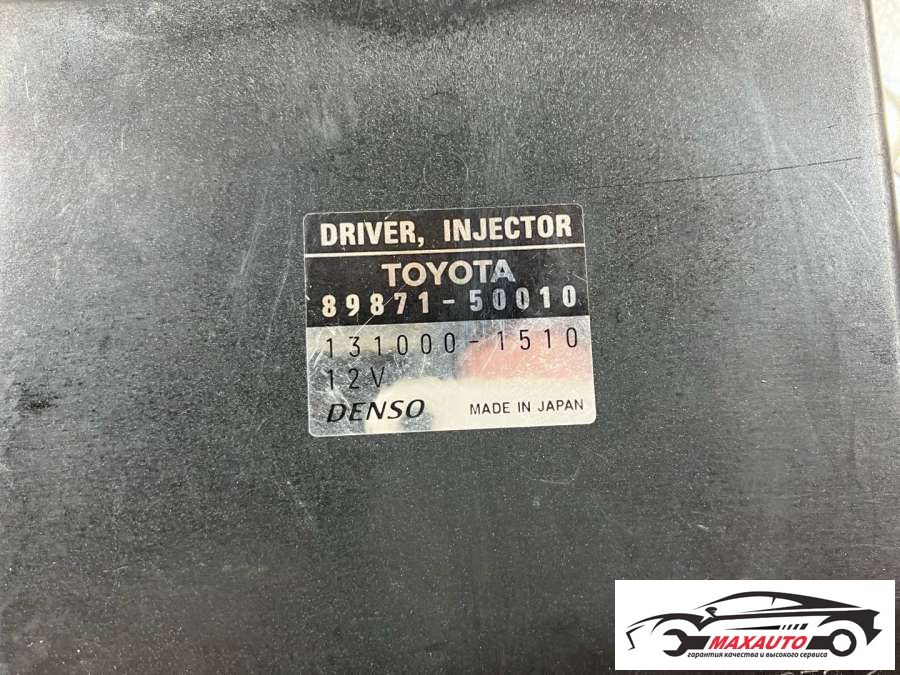 DRIVER, INJECTOR
TOYOTA
89871-50010
131000-1510
12V
DENSO MADE IN JAPAN
MAXAUTO
гарантия качества и высокого сервиса